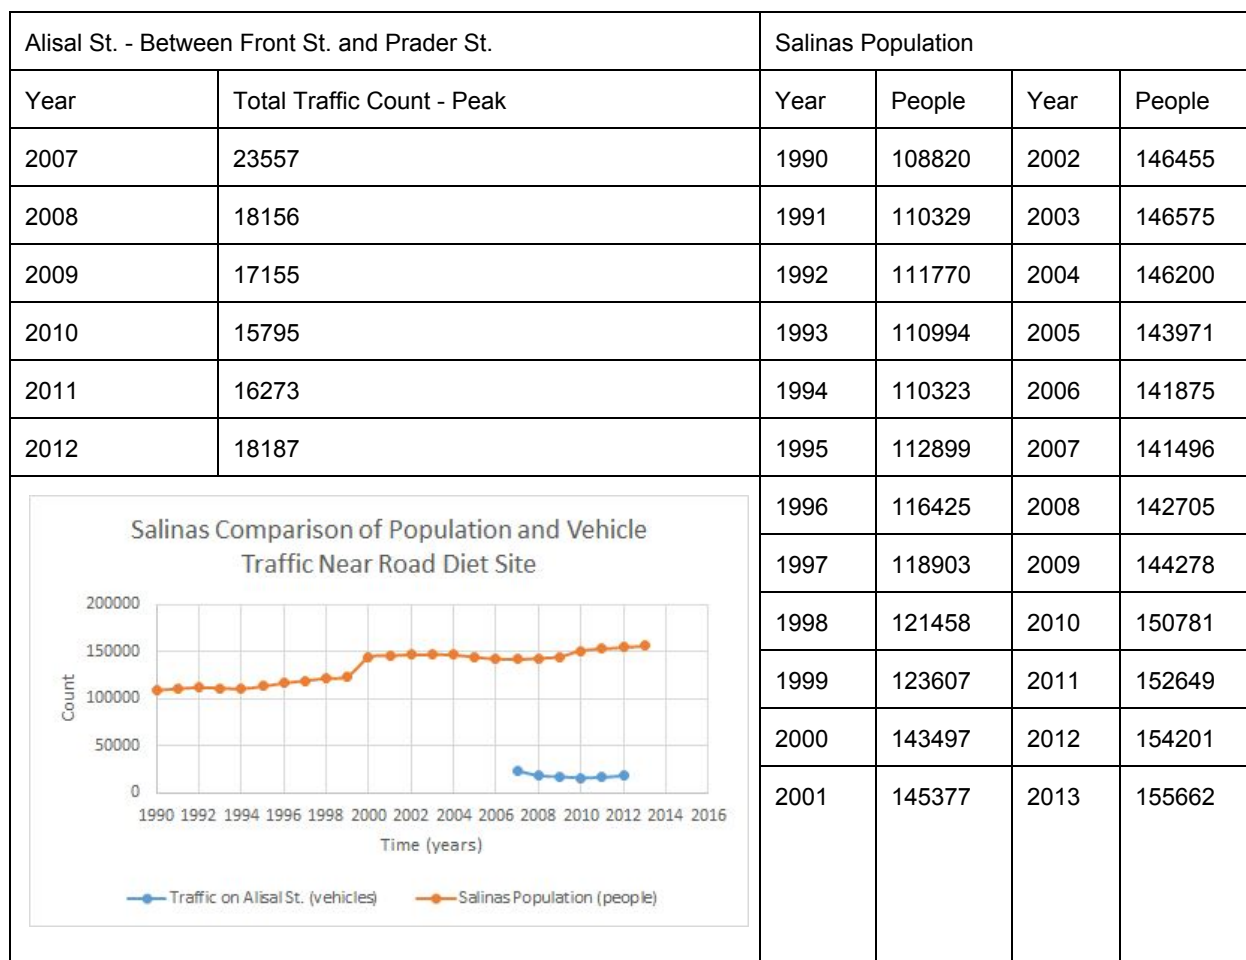 Alisal St. - Between Front St. and Prader St. Salinas Population
Year Total Traffic Count - Peak Year People Year People
2007 23557 1990 108820 2002 146455
2008 18156 1991 110329 2003 146575
2009 17155 1992 111770 2004 146200
2010 15795 1993 110994 2005 143971
2011 16273 1994 110323 2006 141875
2012 18187 1995 112899 2007 141496
1996 116425 2008 142705
1997 118903 2009 144278
1998 121458 2010 150781
1999 123607 2011 152649
2000 143497 2012 154201
2001 145377 2013 155662
Salinas Comparison of Population and Vehicle
Traffic Near Road Diet Site
200000
150000
100000
50000
0
Count
1990 1992 1994 1996 1998 2000 2002 2004 2006 2008 2010 2012 2014 2016
Time (years)
Traffic on Alisal St. (vehicles) Salinas Population (people)